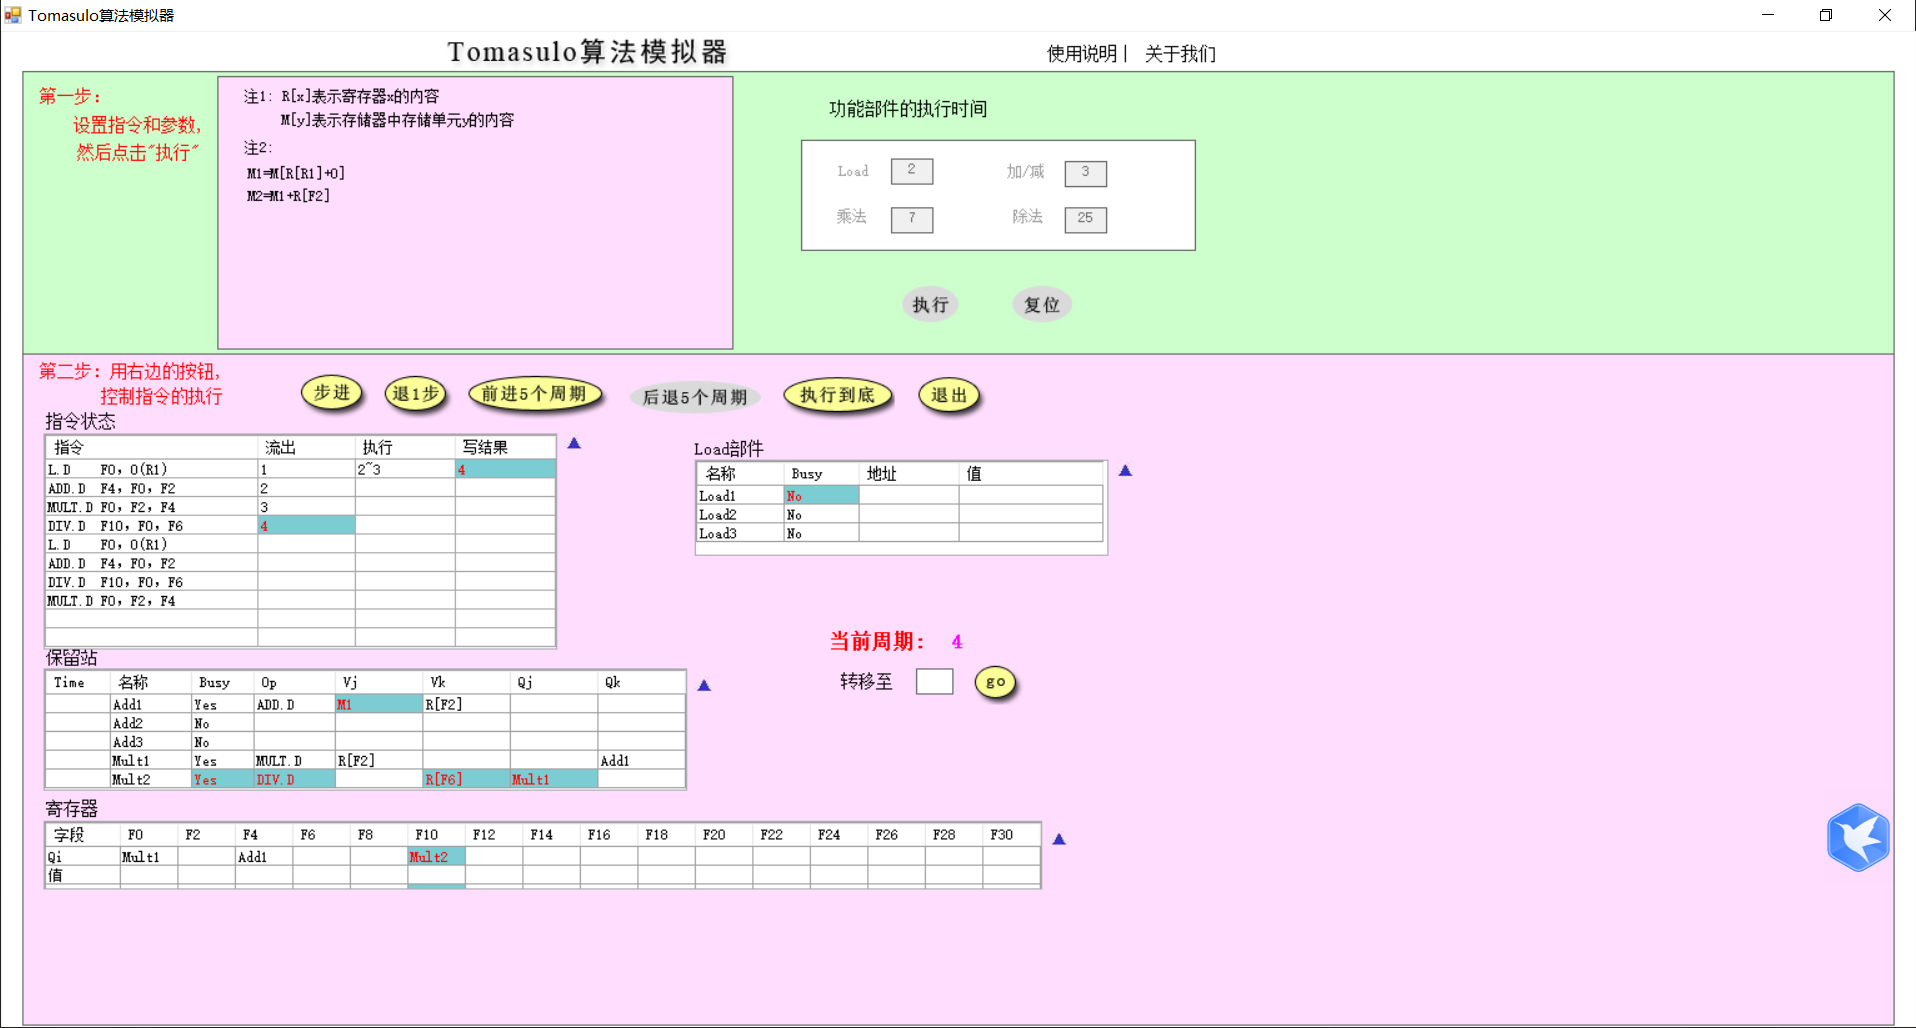 Tomasulo算法模拟器
Tomasulo算法模拟器
使用说明 | 关于我们
第一步：
设置指令和参数，
然后点击"执行"
注1: R[x]表示寄存器x的内容
M[y]表示存储器中存储单元y的内容
注2:
M1=M[R[R1]+0]
M2=M1+R[F2]
功能部件的执行时间
Load 2 加/减 3
乘法 7 除法 25
执行 复位
第二步：用右边的按钮，
控制指令的执行
步进 退1步 前进5个周期 后退5个周期 执行到底 退出
指令状态
指令 流出 执行 写结果
L.D F0, 0(R1) 1 2~3 4
ADD.D F4, F0, F2 2
MULT.D F0, F2, F4 3
DIV.D F10, F0, F6 4
L.D F0, 0(R1)
ADD.D F4, F0, F2
DIV.D F10, F0, F6
MULT.D F0, F2, F4
Load部件
名称 Busy 地址 值
Load1 No
Load2 No
Load3 No
当前周期： 4
转移至 go
保留站
Time 名称 Busy Op Vj Vk Qj Qk
Add1 Yes ADD.D M1 R[F2]
Add2 No
Add3 No
Mult1 Yes MULT.D R[F2] Add1
Mult2 Yes DIV.D R[F6] Mult1
寄存器
字段 F0 F2 F4 F6 F8 F10 F12 F14 F16 F18 F20 F22 F24 F26 F28 F30
Qi Mult1 Add1 Mult2
值